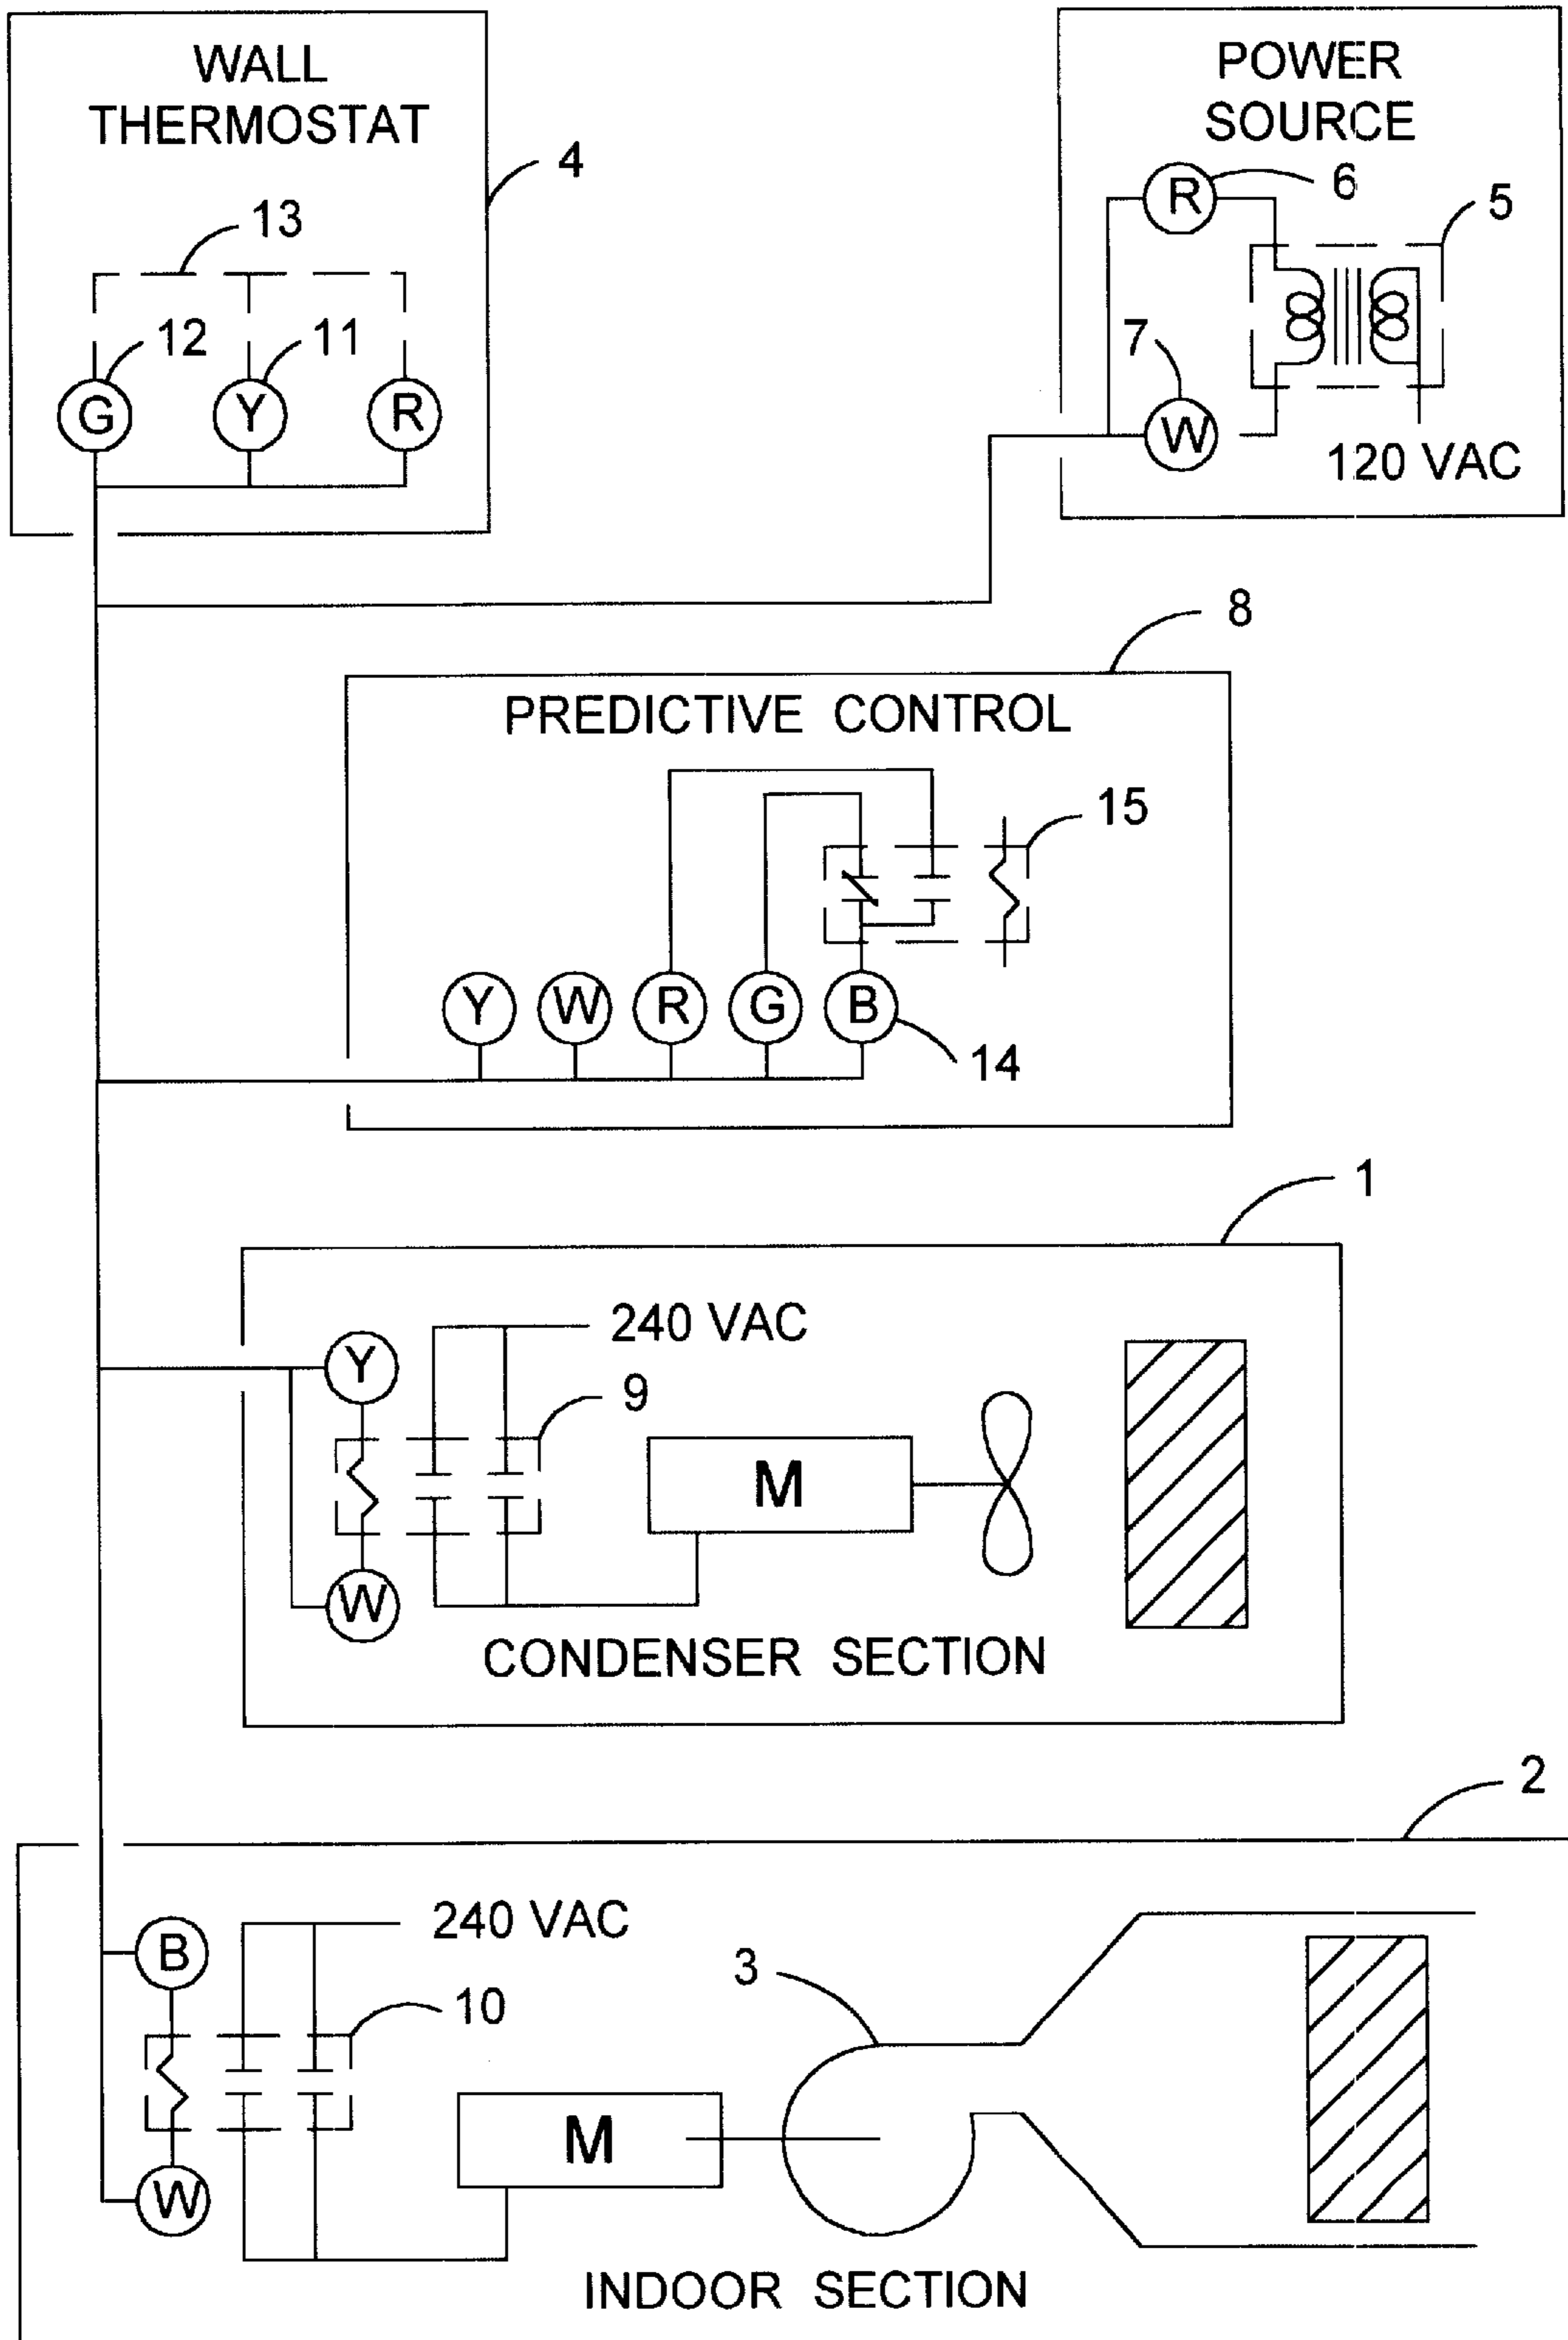 WALL
THERMOSTAT
4
13
12
11
G
Y
R
POWER
SOURCE
6
R
5
7
W
120 VAC
8
PREDICTIVE CONTROL
15
Y
W
R
G
B
14
1
240 VAC
Y
9
M
W
CONDENSER SECTION
2
240 VAC
B
3
10
M
W
INDOOR SECTION